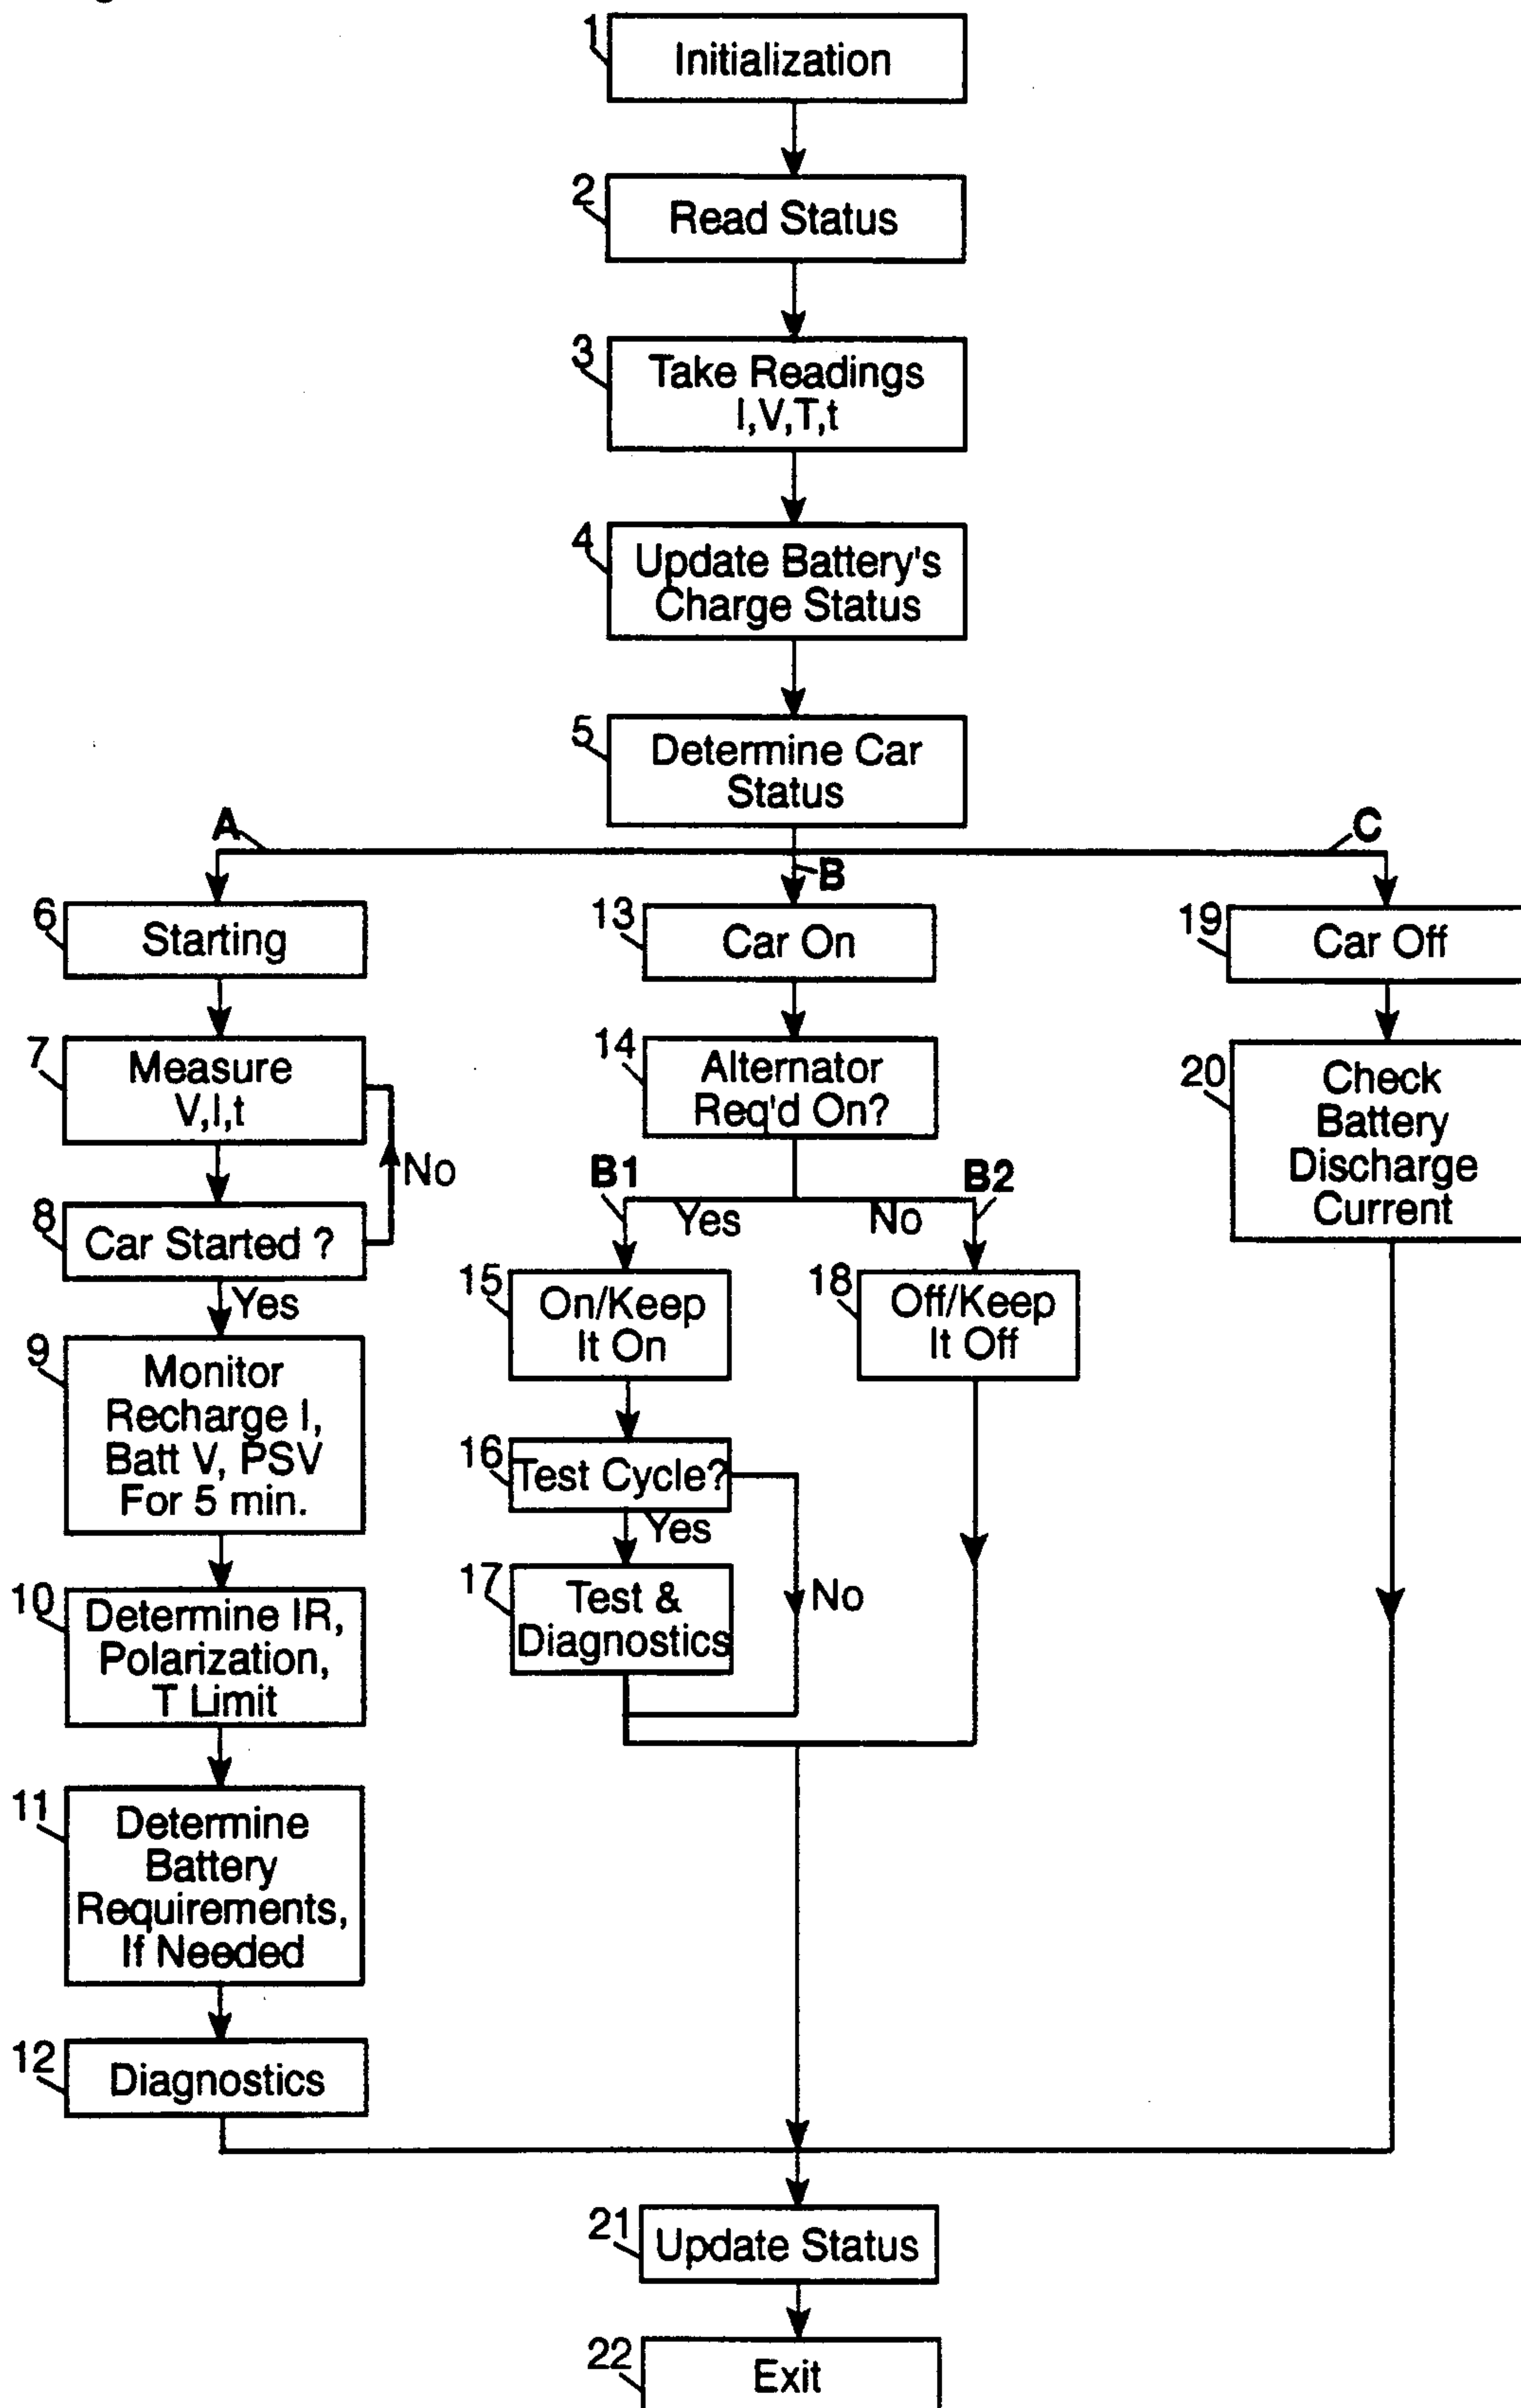 1
Initialization
2
Read Status
3
Take Readings
I,V,T,t
4
Update Battery's
Charge Status
5
Determine Car
Status
A
B
C
6
Starting
7
Measure
V,I,t
No
8
Car Started ?
Yes
9
Monitor
Recharge I,
Batt V, PSV
For 5 min.
10
Determine IR,
Polarization,
T Limit
11
Determine
Battery
Requirements,
If Needed
12
Diagnostics
13
Car On
14
Alternator
Req'd On?
B1
Yes
No
B2
15
On/Keep
It On
16
Test Cycle?
Yes
No
17
Test &
Diagnostics
18
Off/Keep
It Off
19
Car Off
20
Check
Battery
Discharge
Current
21
Update Status
22
Exit